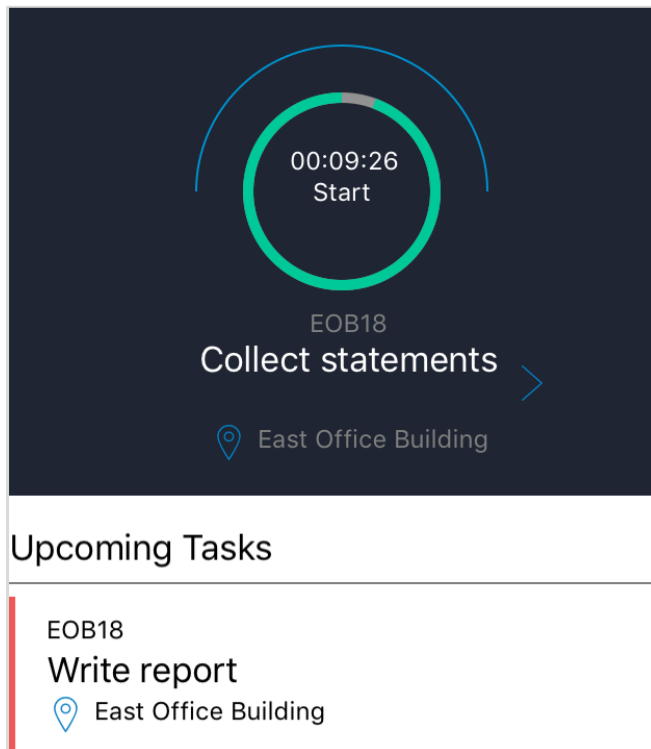 00:09:26
Start
EOB18
Collect statements
East Office Building
Upcoming Tasks
EOB18
Write report
East Office Building